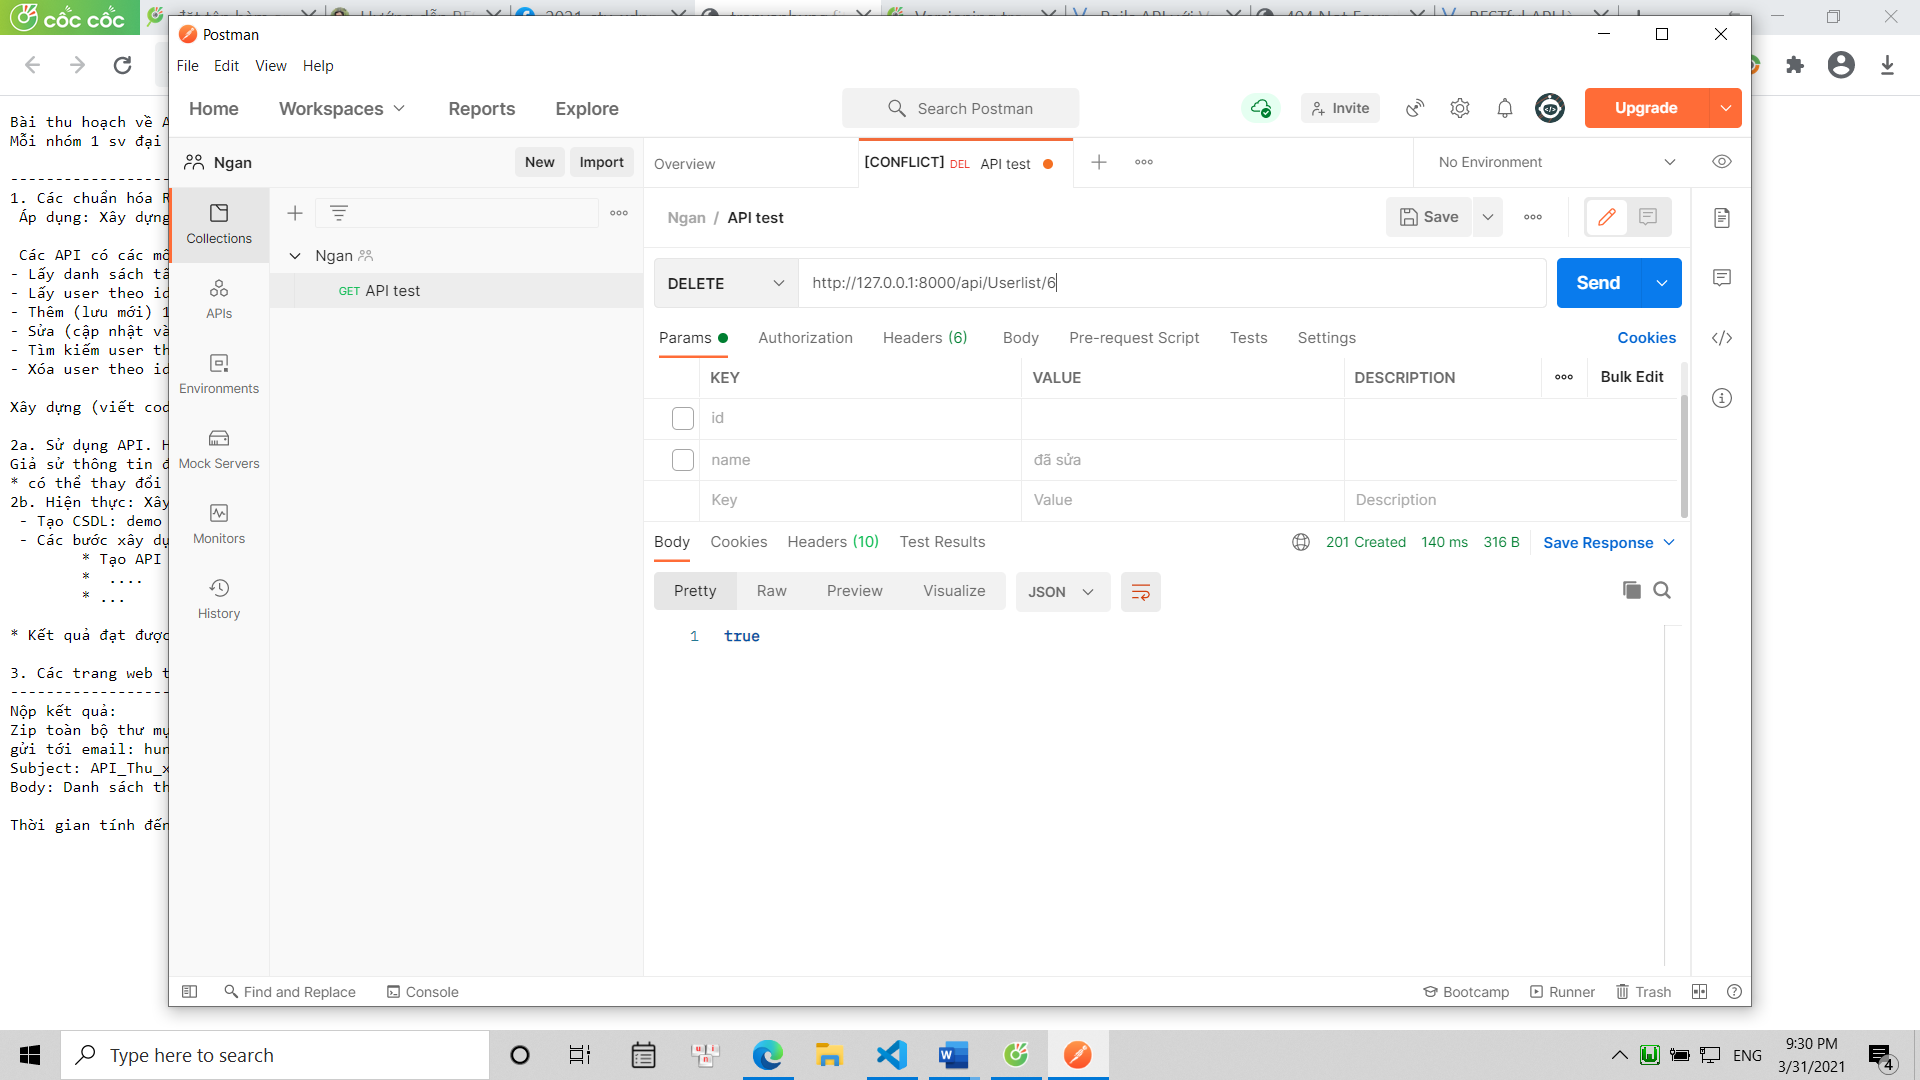 cốc cốc
đặt tên bảng
Postman
File Edit View Help
Home Workspaces Reports Explore
Search Postman
Invite
Upgrade
Ngan
New Import
Overview
[CONFLICT] DEL API test
No Environment
Ngan / API test
Save
Collections
APIs
Environments
Mock Servers
Monitors
History
Ngan
GET API test
DELETE http://127.0.0.1:8000/api/Userlist/6
Send
Params Authorization Headers (6) Body Pre-request Script Tests Settings
Cookies
KEY VALUE DESCRIPTION
Bulk Edit
id
name đã sửa
Key Value Description
Body Cookies Headers (10) Test Results
201 Created 140 ms 316 B Save Response
Pretty Raw Preview Visualize JSON
1 true
Find and Replace Console
Bootcamp Runner Trash
Bài thu hoạch về A
Mỗi nhóm 1 sv đại
1. Các chuẩn hóa R
Áp dụng: Xây dựng
Các API có các mô
- Lấy danh sách tấ
- Lấy user theo id
- Thêm (lưu mới) 1
- Sửa (cập nhật và
- Tìm kiếm user th
- Xóa user theo id
Xây dựng (viết cod
2a. Sử dụng API. H
Giả sử thông tin đ
* có thể thay đổi
2b. Hiện thực: Xây
- Tạo CSDL: demo
- Các bước xây dự
* Tạo API
* ....
* ...
* Kết quả đạt được
3. Các trang web t
Nộp kết quả:
Zip toàn bộ thư mụ
gửi tới email: hun
Subject: API_Thu_x
Body: Danh sách th
Thời gian tính đến
Type here to search
ENG
9:30 PM
3/31/2021
4